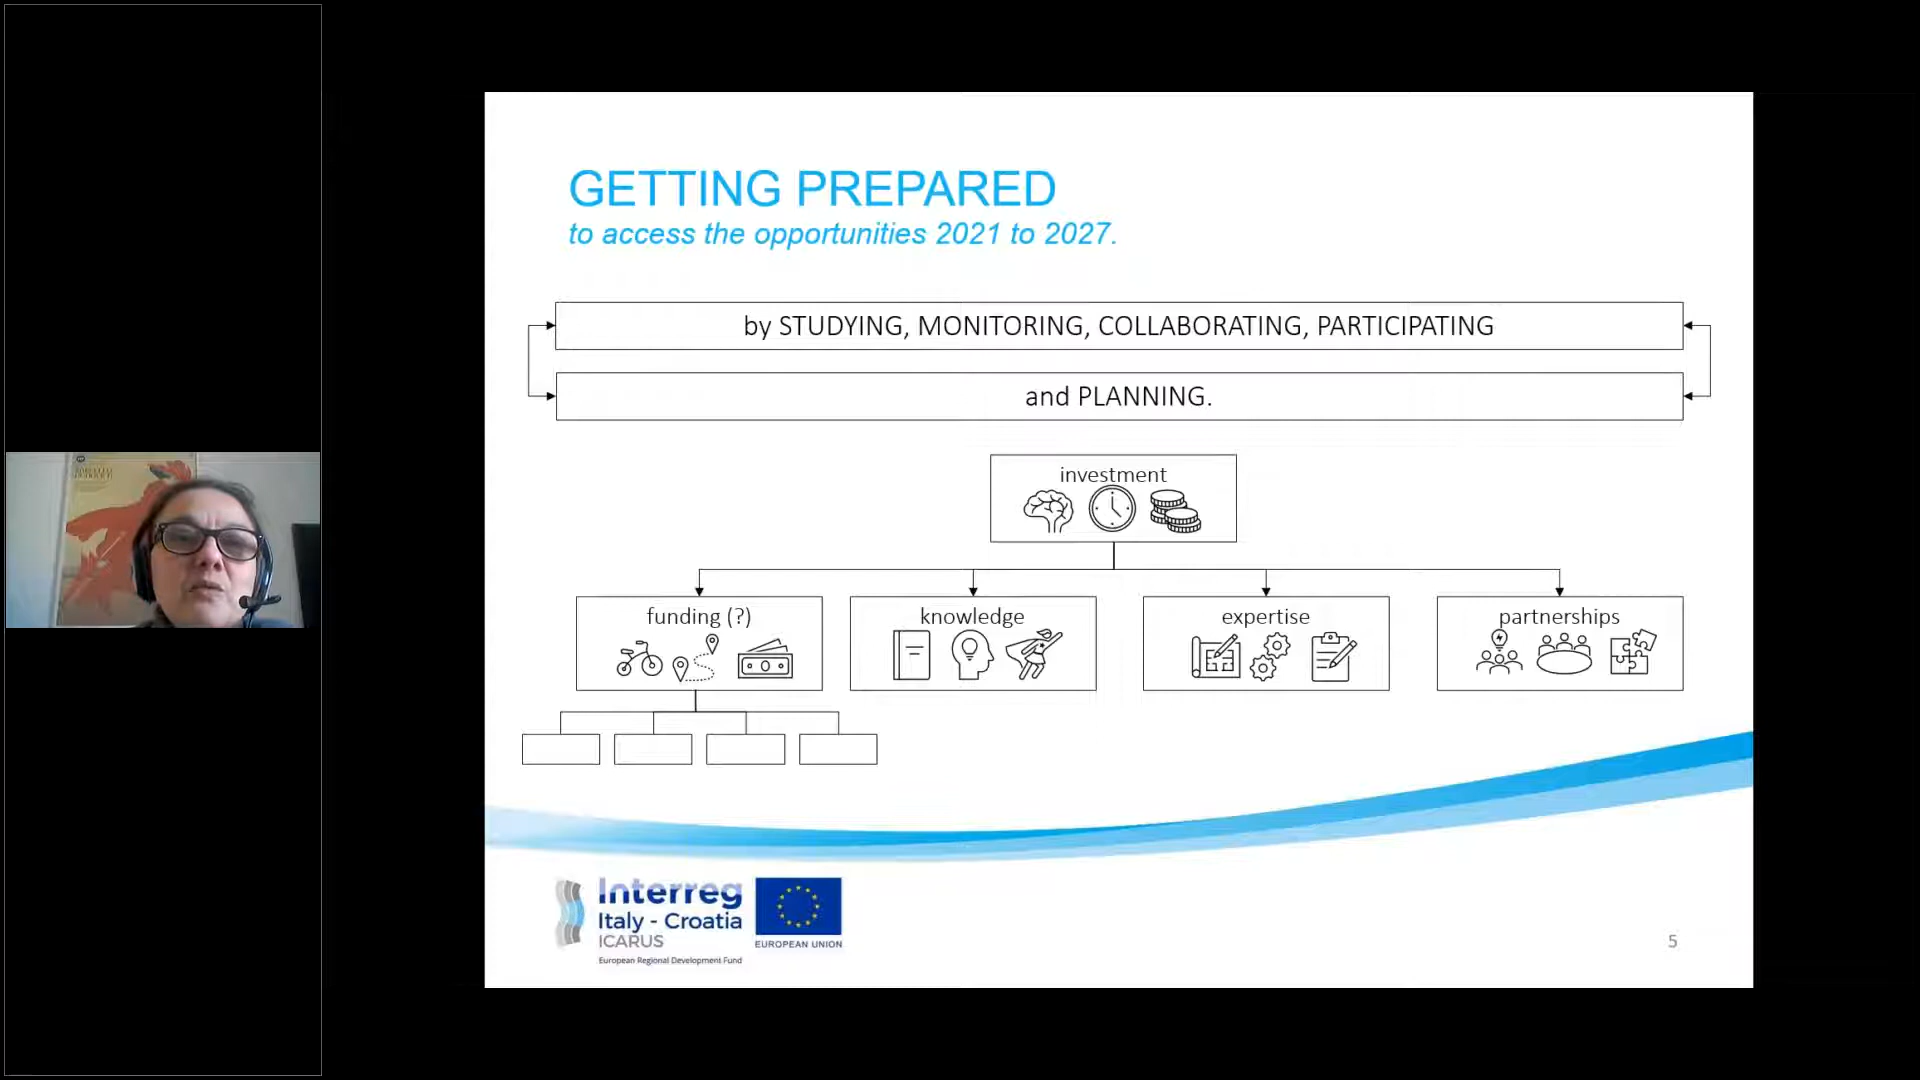 GETTING PREPARED
to access the opportunities 2021 to 2027.
by STUDYING, MONITORING, COLLABORATING, PARTICIPATING
and PLANNING.
investment
funding (?)
knowledge
expertise
partnerships
Interreg
Italy - Croatia
ICARUS
European Regional Development Fund
EUROPEAN UNION
5